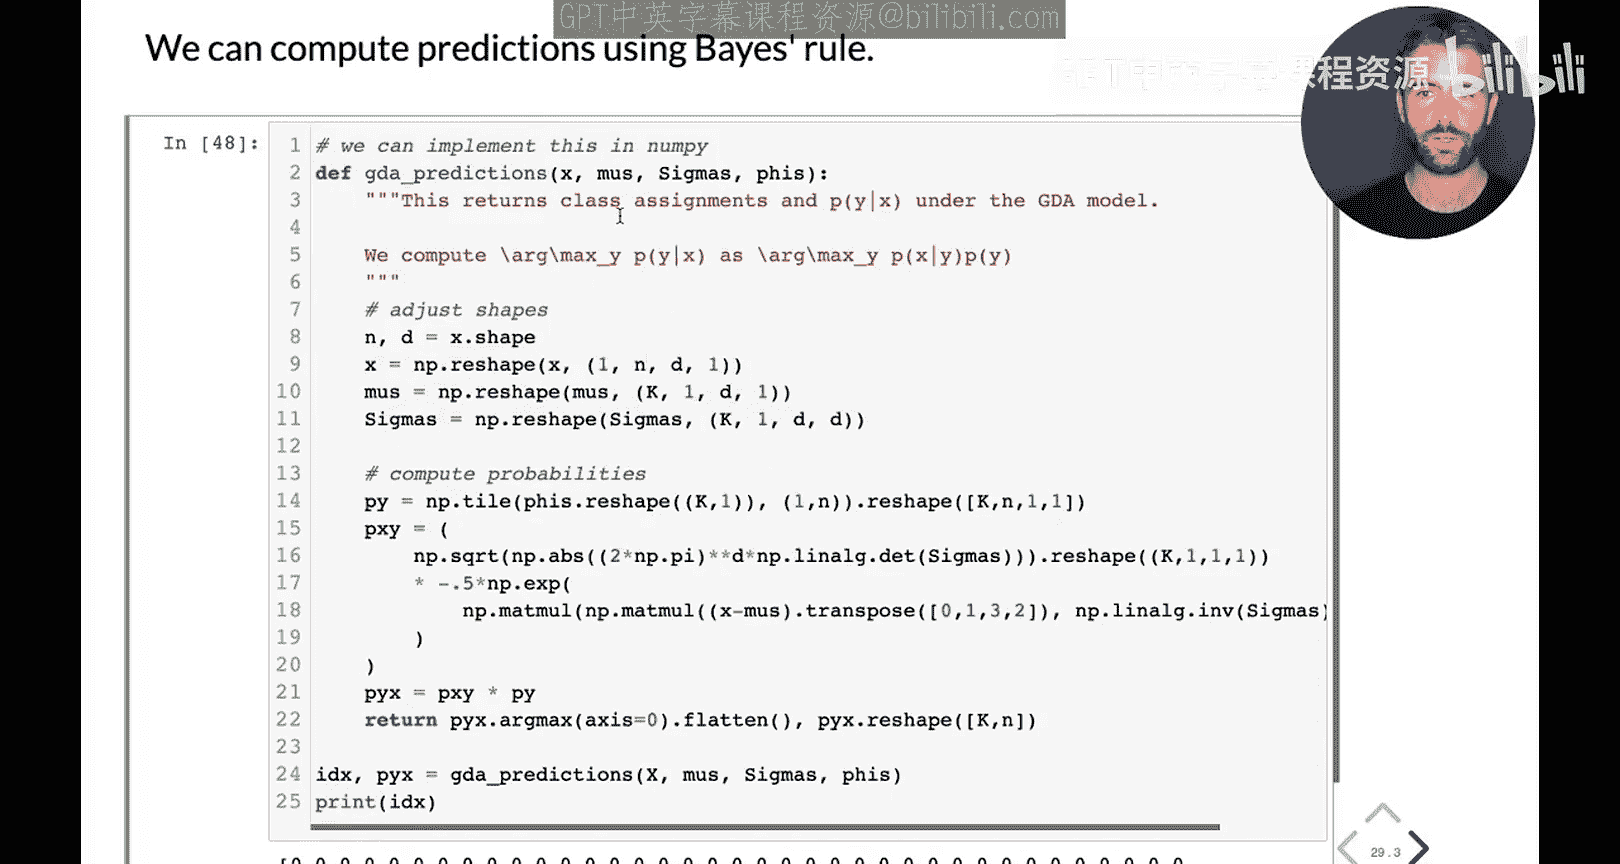 GPT中英字幕课程资源@bilibili.com
We can compute predictions using Bayes' rule.
课程资源 bilibili
In [48]:
1 # we can implement this in numpy
2 def gda_predictions(x, mus, Sigmas, phis):
3 """This returns class assignments and p(y|x) under the GDA model.
4
5 We compute \arg\max_y p(y|x) as \arg\max_y p(x|y)p(y)
6 """
7 # adjust shapes
8 n, d = x.shape
9 x = np.reshape(x, (1, n, d, 1))
10 mus = np.reshape(mus, (K, 1, d, 1))
11 Sigmas = np.reshape(Sigmas, (K, 1, d, d))
12
13 # compute probabilities
14 py = np.tile(phis.reshape((K,1)), (1,n)).reshape([K,n,1,1])
15 pxy = (
16 np.sqrt(np.abs((2*np.pi)**d*np.linalg.det(Sigmas))).reshape((K,1,1,1))
17 * -.5*np.exp(
18 np.matmul(np.matmul((x-mus).transpose([0,1,3,2]), np.linalg.inv(Sigmas)
19 )
20 )
21 pyx = pxy * py
22 return pyx.argmax(axis=0).flatten(), pyx.reshape([K,n])
23
24 idx, pyx = gda_predictions(X, mus, Sigmas, phis)
25 print(idx)
29.3